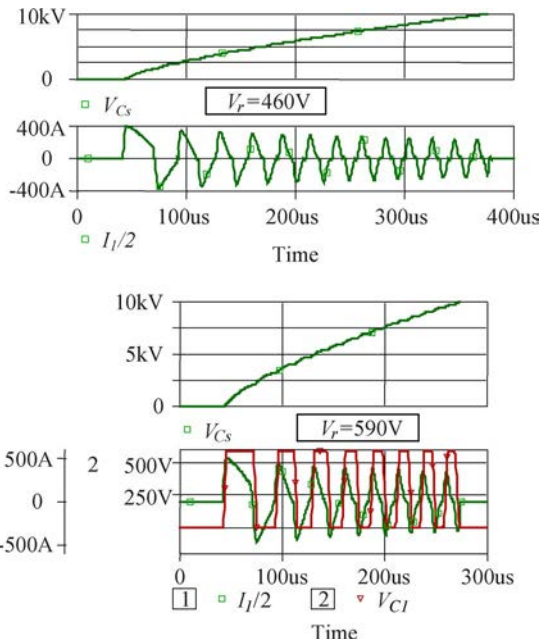 10kV
0
V_Cs
V_r=460V
400A
0
-400A
0 100us 200us 300us 400us
I_1/2
Time
10kV
5kV
0
V_Cs
V_r=590V
500A 2 500V
0 250V
-500A
0 100us 200us 300us
1 I_1/2 2 V_C1
Time